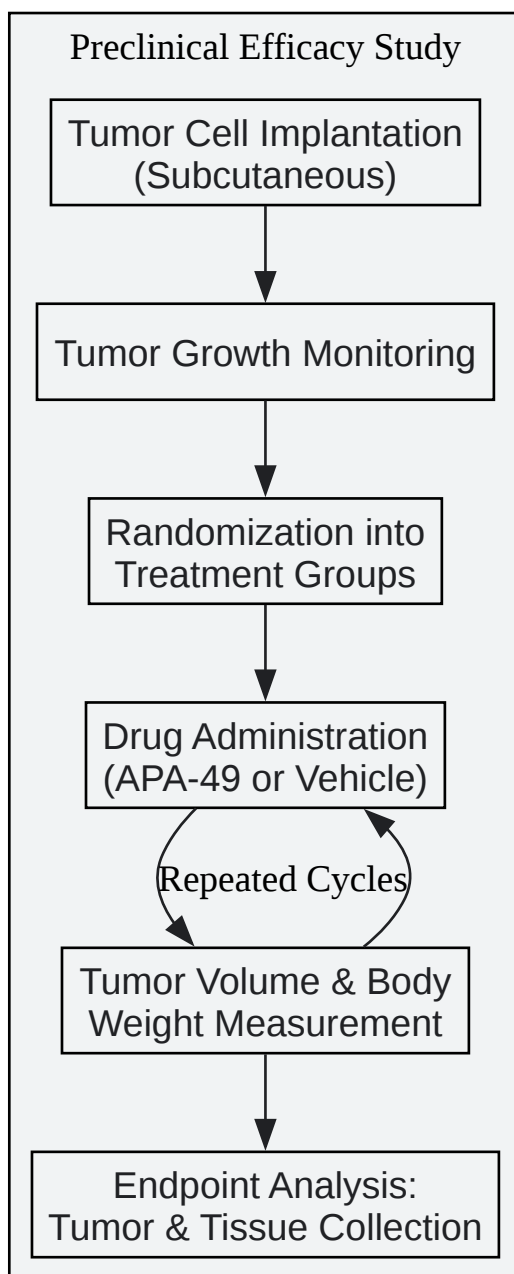 Preclinical Efficacy Study
Tumor Cell Implantation
(Subcutaneous)
Tumor Growth Monitoring
Randomization into
Treatment Groups
Drug Administration
(APA-49 or Vehicle)
Repeated Cycles
Tumor Volume & Body
Weight Measurement
Endpoint Analysis:
Tumor & Tissue Collection